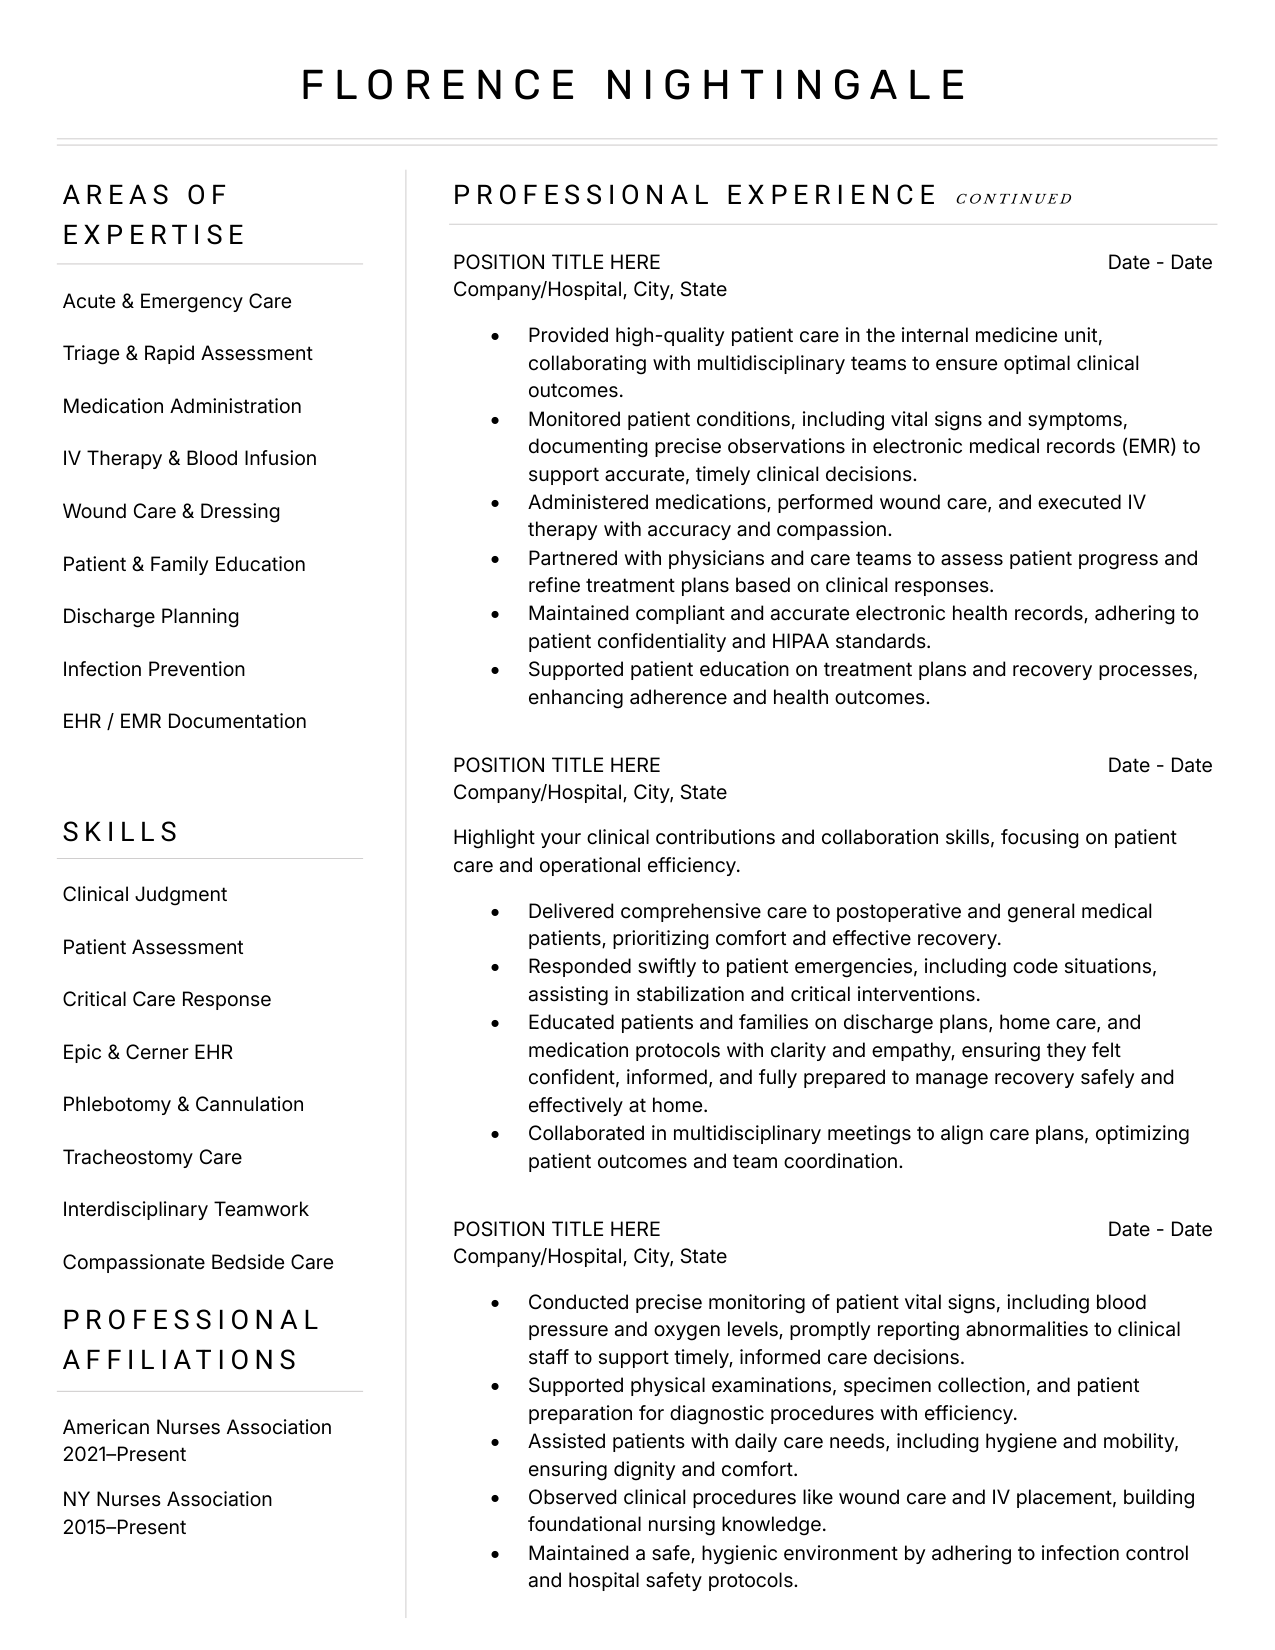 FLORENCE NIGHTINGALE
AREAS OF
EXPERTISE
Acute & Emergency Care
Triage & Rapid Assessment
Medication Administration
IV Therapy & Blood Infusion
Wound Care & Dressing
Patient & Family Education
Discharge Planning
Infection Prevention
EHR / EMR Documentation
SKILLS
Clinical Judgment
Patient Assessment
Critical Care Response
Epic & Cerner EHR
Phlebotomy & Cannulation
Tracheostomy Care
Interdisciplinary Teamwork
Compassionate Bedside Care
PROFESSIONAL
AFFILIATIONS
American Nurses Association
2021–Present
NY Nurses Association
2015–Present
PROFESSIONAL EXPERIENCE CONTINUED
POSITION TITLE HERE Date - Date
Company/Hospital, City, State
• Provided high-quality patient care in the internal medicine unit,
collaborating with multidisciplinary teams to ensure optimal clinical
outcomes.
• Monitored patient conditions, including vital signs and symptoms,
documenting precise observations in electronic medical records (EMR) to
support accurate, timely clinical decisions.
• Administered medications, performed wound care, and executed IV
therapy with accuracy and compassion.
• Partnered with physicians and care teams to assess patient progress and
refine treatment plans based on clinical responses.
• Maintained compliant and accurate electronic health records, adhering to
patient confidentiality and HIPAA standards.
• Supported patient education on treatment plans and recovery processes,
enhancing adherence and health outcomes.
POSITION TITLE HERE Date - Date
Company/Hospital, City, State
Highlight your clinical contributions and collaboration skills, focusing on patient
care and operational efficiency.
• Delivered comprehensive care to postoperative and general medical
patients, prioritizing comfort and effective recovery.
• Responded swiftly to patient emergencies, including code situations,
assisting in stabilization and critical interventions.
• Educated patients and families on discharge plans, home care, and
medication protocols with clarity and empathy, ensuring they felt
confident, informed, and fully prepared to manage recovery safely and
effectively at home.
• Collaborated in multidisciplinary meetings to align care plans, optimizing
patient outcomes and team coordination.
POSITION TITLE HERE Date - Date
Company/Hospital, City, State
• Conducted precise monitoring of patient vital signs, including blood
pressure and oxygen levels, promptly reporting abnormalities to clinical
staff to support timely, informed care decisions.
• Supported physical examinations, specimen collection, and patient
preparation for diagnostic procedures with efficiency.
• Assisted patients with daily care needs, including hygiene and mobility,
ensuring dignity and comfort.
• Observed clinical procedures like wound care and IV placement, building
foundational nursing knowledge.
• Maintained a safe, hygienic environment by adhering to infection control
and hospital safety protocols.